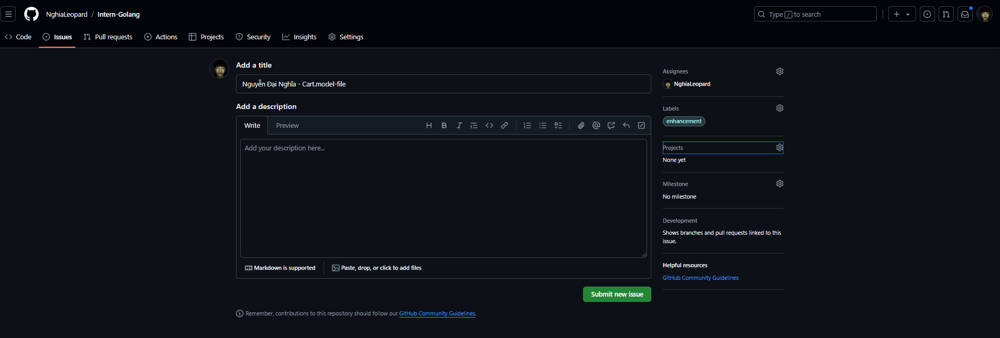 NghiaLeopard / Intern-Golang
Type / to search
Code Issues Pull requests Actions Projects Security Insights Settings
Add a title
Nguyễn Đại Nghĩa - Cart.model-file
Add a description
Write Preview
Add your description here...
Markdown is supported
Paste, drop, or click to add files
Submit new issue
Remember, contributions to this repository should follow our GitHub Community Guidelines.
Assignees
NghiaLeopard
Labels
enhancement
Projects
None yet
Milestone
No milestone
Development
Shows branches and pull requests linked to this
issue.
Helpful resources
GitHub Community Guidelines